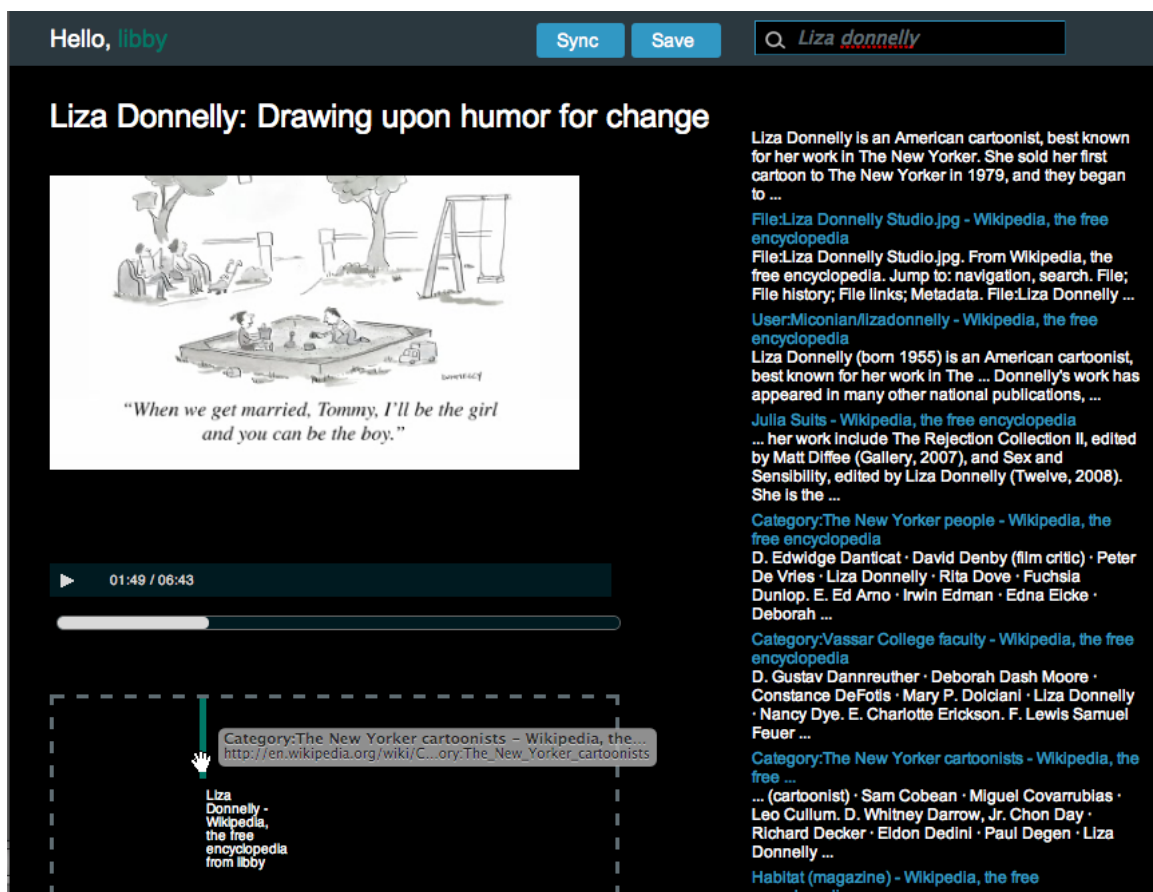 Hello, libby
Sync
Save
Liza donnelly
Liza Donnelly: Drawing upon humor for change
DONNELLY
“When we get married, Tommy, I’ll be the girl
and you can be the boy.”
01:49 / 06:43
Category:The New Yorker cartoonists – Wikipedia, the...
http://en.wikipedia.org/wiki/C...ory:The_New_Yorker_cartoonists
Liza
Donnelly -
Wikipedia,
the free
encyclopedia
from libby
Liza Donnelly is an American cartoonist, best known
for her work in The New Yorker. She sold her first
cartoon to The New Yorker in 1979, and they began
to ...
File:Liza Donnelly Studio.jpg - Wikipedia, the free
encyclopedia
File:Liza Donnelly Studio.jpg. From Wikipedia, the
free encyclopedia. Jump to: navigation, search. File;
File history; File links; Metadata. File:Liza Donnelly ...
User:Miconian/lizadonnelly - Wikipedia, the free
encyclopedia
Liza Donnelly (born 1955) is an American cartoonist,
best known for her work in The ... Donnelly's work has
appeared in many other national publications, ...
Julia Suits - Wikipedia, the free encyclopedia
... her work include The Rejection Collection II, edited
by Matt Diffee (Gallery, 2007), and Sex and
Sensibility, edited by Liza Donnelly (Twelve, 2008).
She is the ...
Category:The New Yorker people - Wikipedia, the
free encyclopedia
D. Edwidge Danticat · David Denby (film critic) · Peter
De Vries · Liza Donnelly · Rita Dove · Fuchsia
Dunlop. E. Ed Arno · Irwin Edman · Edna Eicke ·
Deborah ...
Category:Vassar College faculty - Wikipedia, the free
encyclopedia
D. Gustav Dannreuther · Deborah Dash Moore ·
Constance DeFotis · Mary P. Dolciani · Liza Donnelly
· Nancy Dye. E. Charlotte Erickson. F. Lewis Samuel
Feuer ...
Category:The New Yorker cartoonists - Wikipedia, the
free ...
... (cartoonist) · Sam Cobean · Miguel Covarrubias ·
Leo Cullum. D. Whitney Darrow, Jr. Chon Day ·
Richard Decker · Eldon Dedini · Paul Degen · Liza
Donnelly ...
Habitat (magazine) - Wikipedia, the free